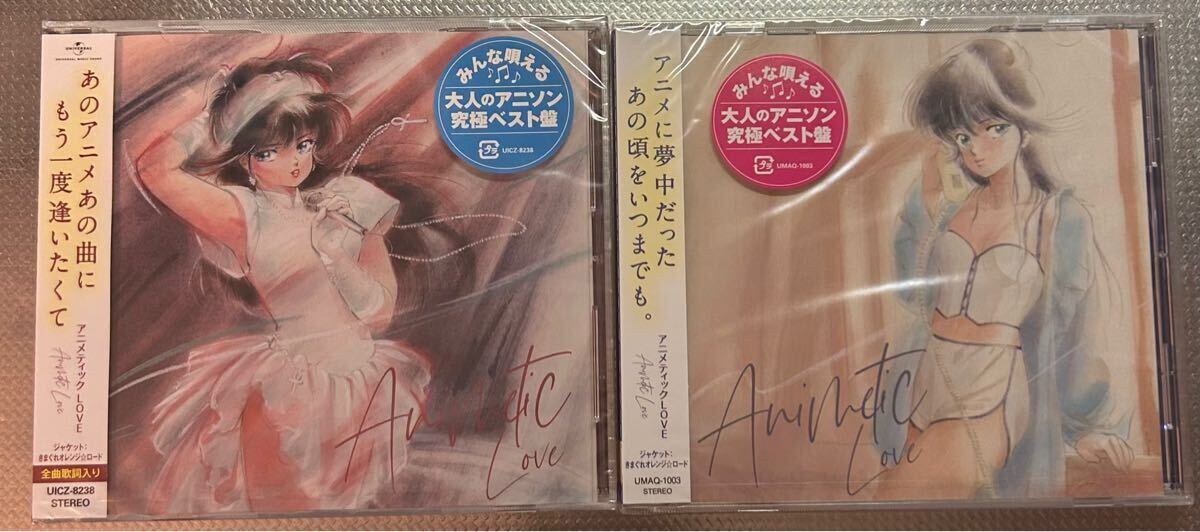 UNIVERSAL
UNIVERSAL MUSIC GROUP
あのアニメあの曲に
もう一度逢いたくて
アニメティックLOVE
Animetic Love
ジャケット:
きまぐれオレンジ☆ロード
全曲歌詞入り
UICZ-8238
STEREO
みんな唄える
大人のアニソン
究極ベスト盤
UICZ-8238
Animetic
Love
アニメに夢中だった
あの頃をいつまでも。
アニメティックLOVE
Animetic Love
ジャケット:
きまぐれオレンジ☆ロード
UMAQ-1003
STEREO
みんな唄える
大人のアニソン
究極ベスト盤
UMAQ-1003
Animetic
Love